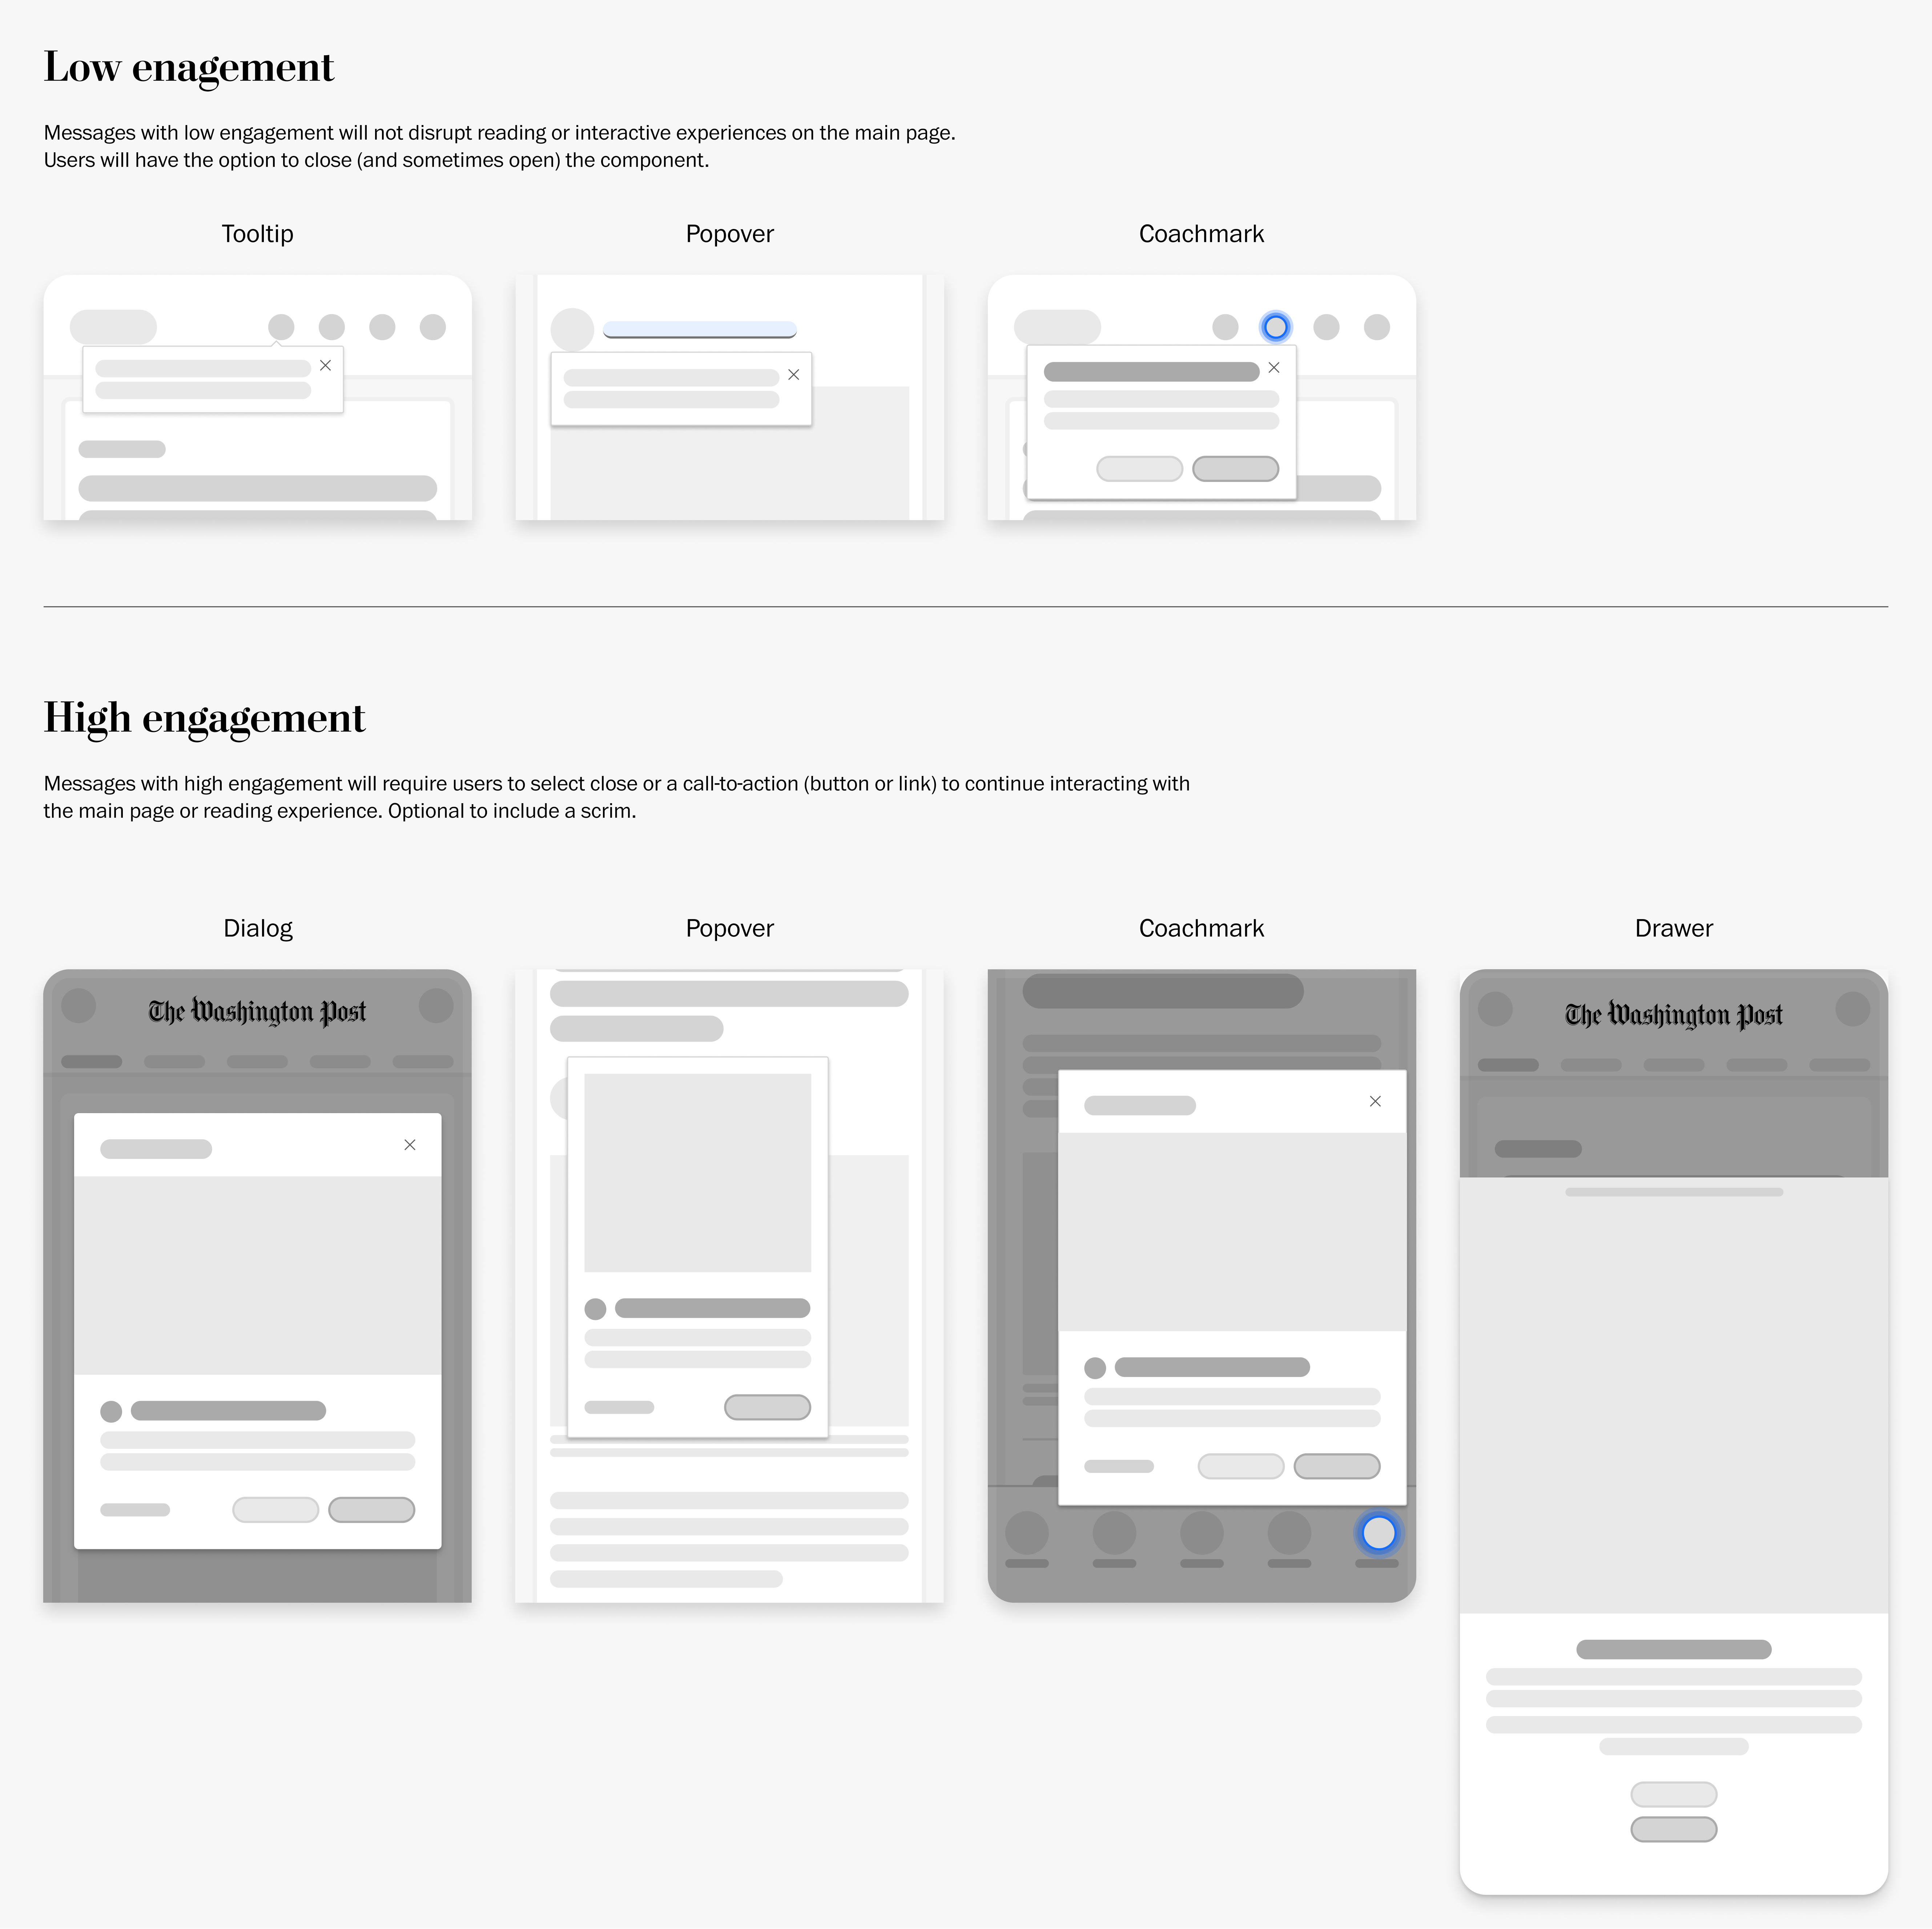 Low enagement
Messages with low engagement will not disrupt reading or interactive experiences on the main page.
Users will have the option to close (and sometimes open) the component.
Tooltip
Popover
Coachmark
High engagement
Messages with high engagement will require users to select close or a call-to-action (button or link) to continue interacting with
the main page or reading experience. Optional to include a scrim.
Dialog
Popover
Coachmark
Drawer
The Washington Post
The Washington Post